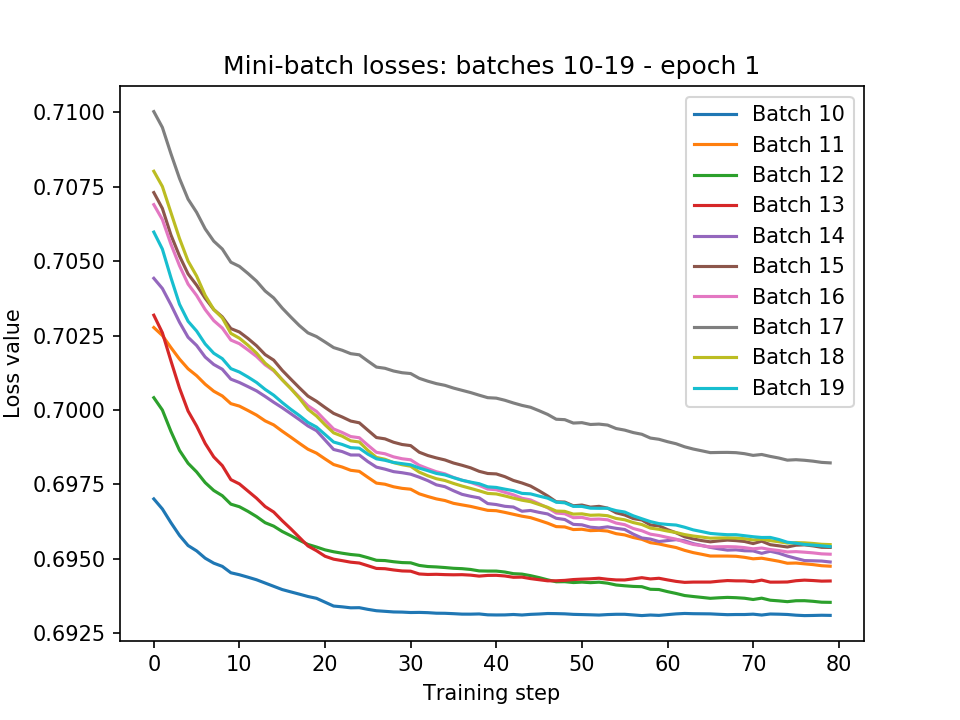 Mini-batch losses: batches 10-19 - epoch 1
Loss value
0.7100
0.7075
0.7050
0.7025
0.7000
0.6975
0.6950
0.6925
Batch 10
Batch 11
Batch 12
Batch 13
Batch 14
Batch 15
Batch 16
Batch 17
Batch 18
Batch 19
0 10 20 30 40 50 60 70 80
Training step